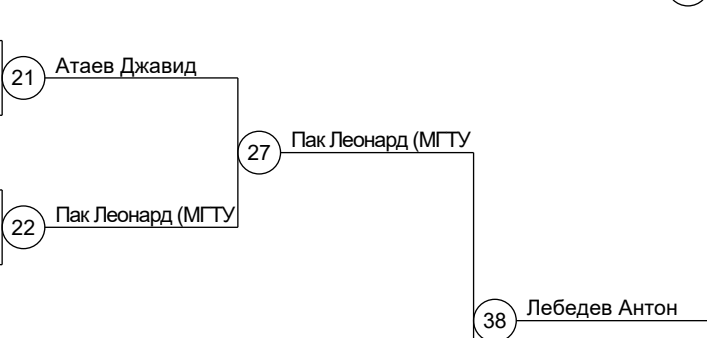 21 Атаев Джавид
27 Пак Леонард (МГТУ
22 Пак Леонард (МГТУ
38 Лебедев Антон